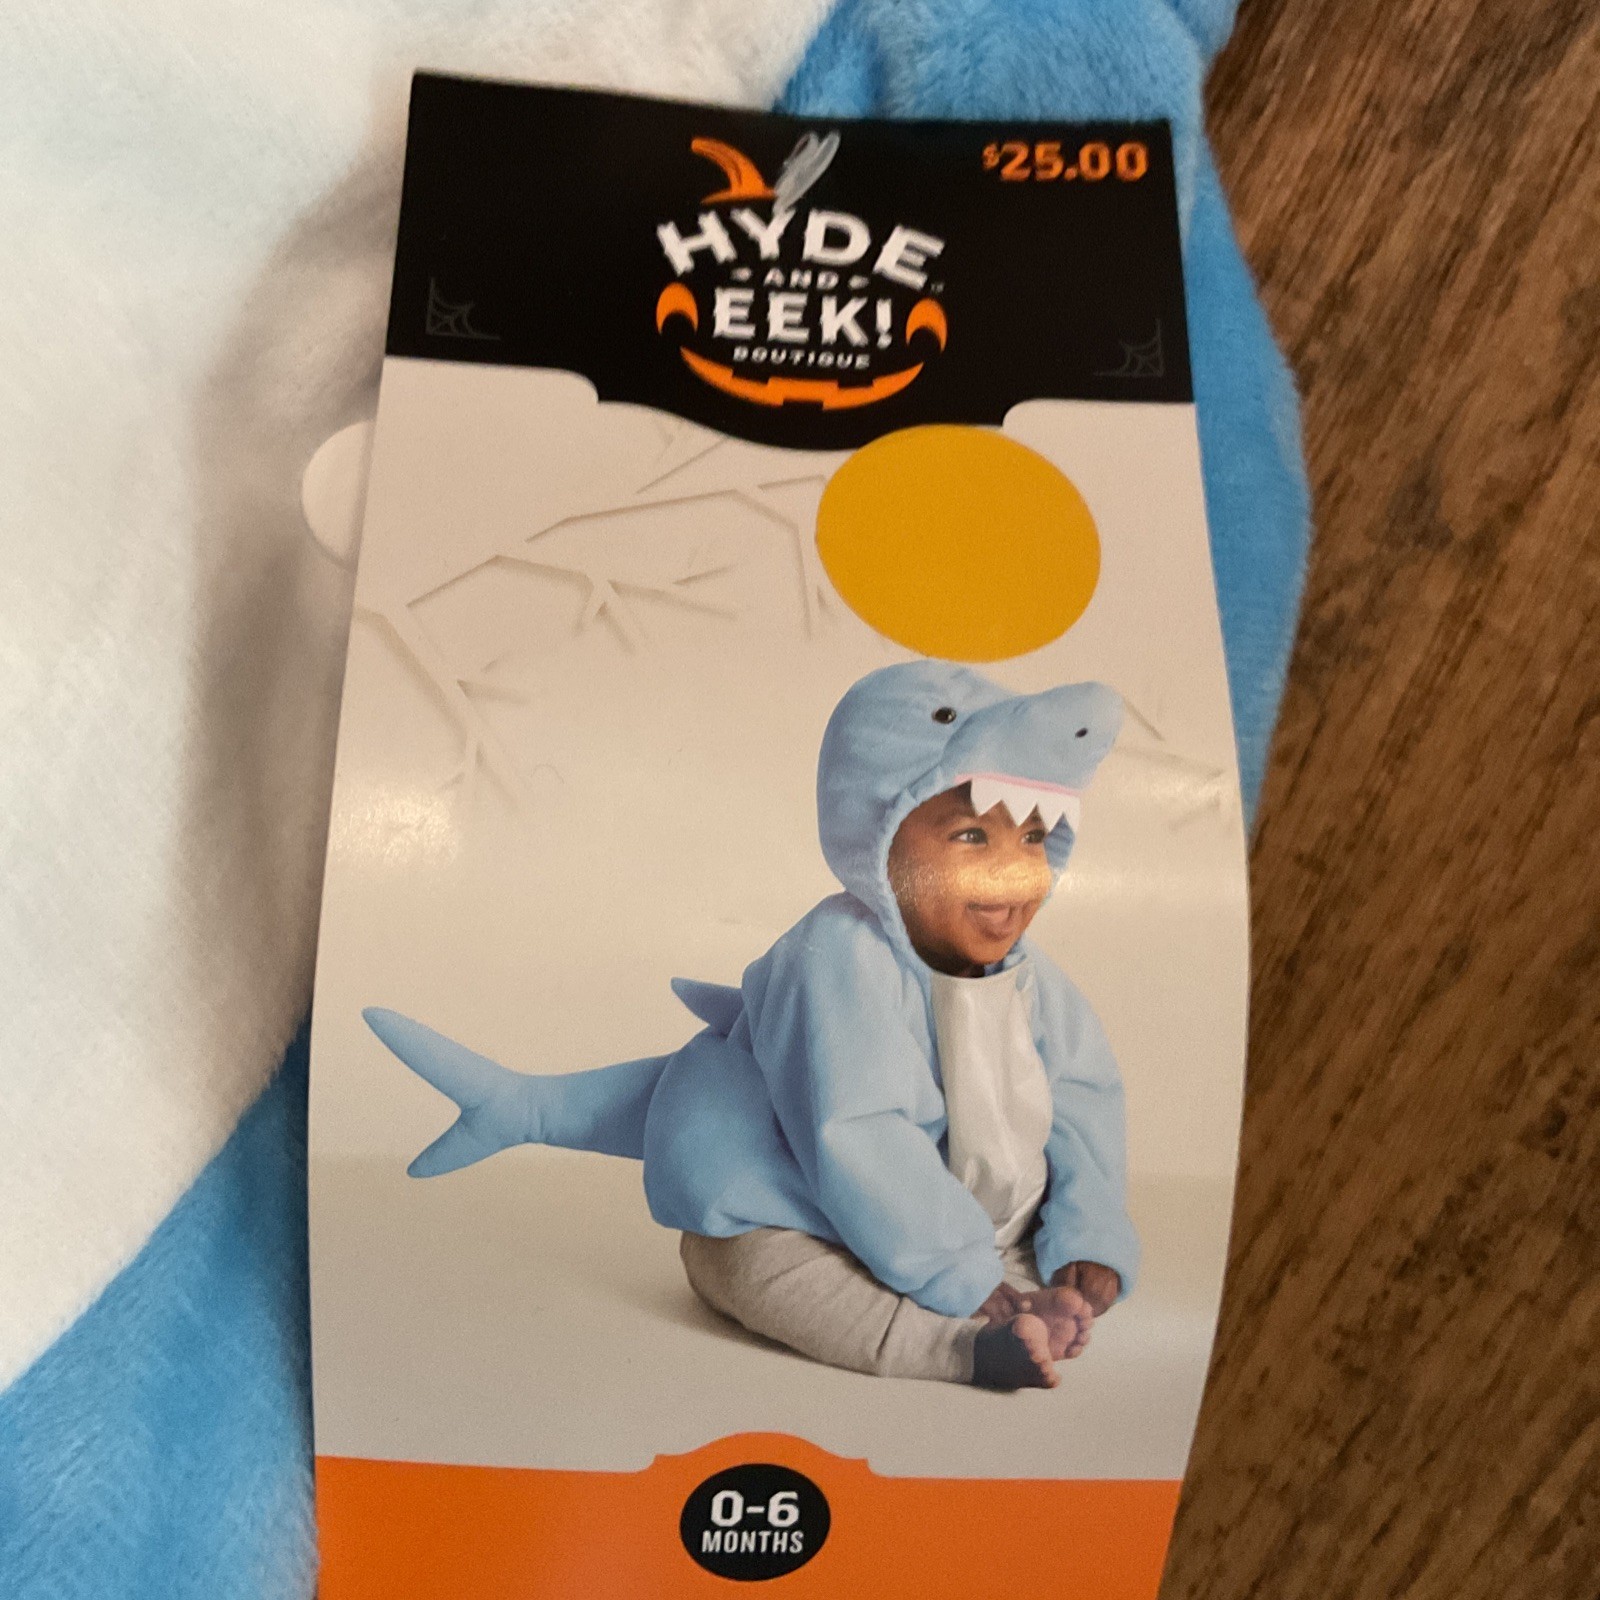 $25.00
HYDE
AND
EEK!
BOUTIQUE
0-6
MONTHS